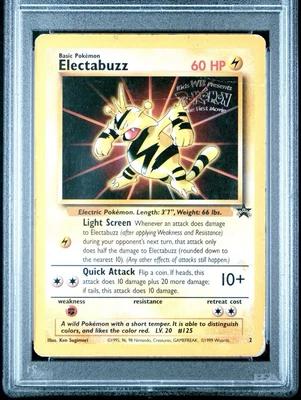 Basic Pokémon
Electabuzz
60 HP
Kids WB Presents
POKéMON
The First Movie
Electric Pokémon. Length: 3'7", Weight: 66 lbs.
Light Screen Whenever an attack does damage
to Electabuzz (after applying Weakness and Resistance)
during your opponent's next turn, that attack only
does half the damage to Electabuzz (rounded down to
the nearest 10). (Any other effects of attacks still happen.)
Quick Attack Flip a coin. If heads, this
attack does 10 damage plus 20 more damage;
if tails, this attack does 10 damage.
10+
weakness resistance retreat cost
A wild Pokémon with a short temper. It is able to distinguish
colors, and likes the color red. LV. 20 #125
Illus. Ken Sugimori
©1995, 96, 98 Nintendo, Creatures, GAMEFREAK. ©1999 Wizards.
2